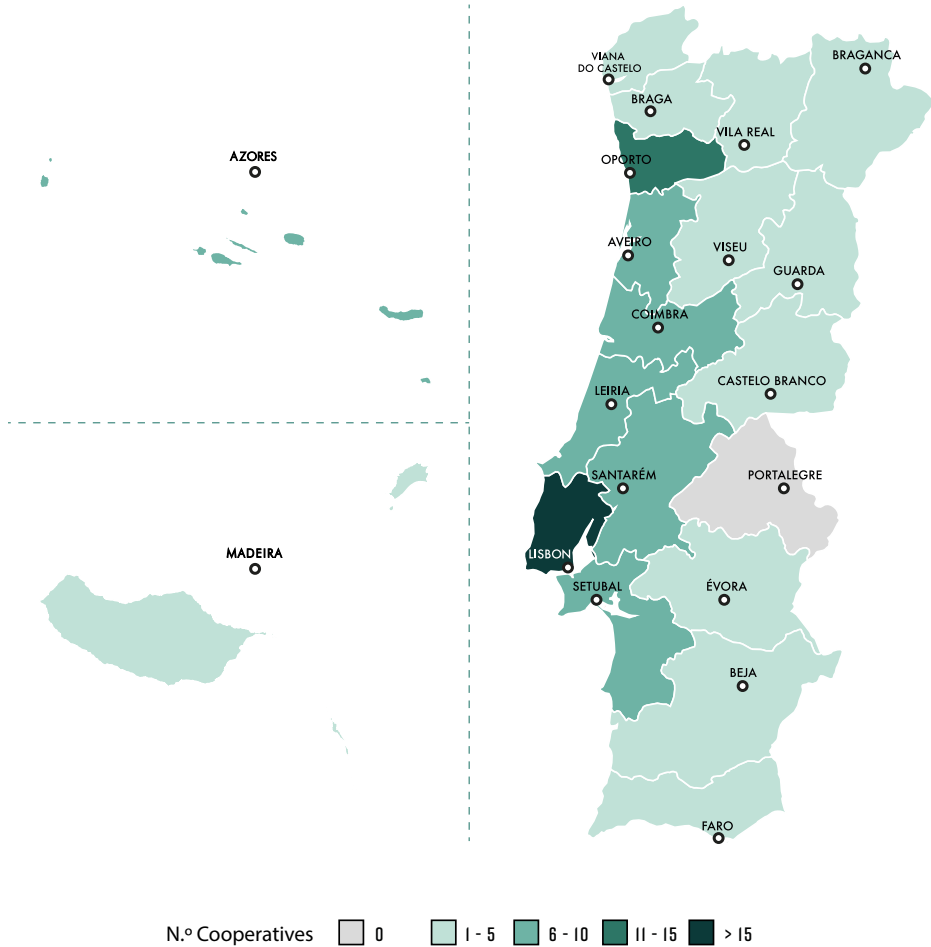 VIANA
DO CASTELO
BRAGANCA
BRAGA
VILA REAL
AZORES
OPORTO
AVEIRO
VISEU
GUARDA
COIMBRA
CASTELO BRANCO
LEIRIA
SANTARÉM
PORTALEGRE
MADEIRA
LISBON
SETUBAL
ÉVORA
BEJA
FARO
N.º Cooperatives 0 1 - 5 6 - 10 11 - 15 > 15